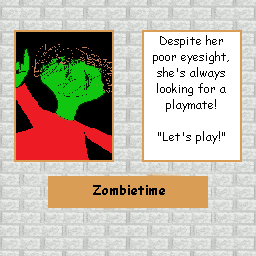 Despite her
poor eyesight,
she's always
looking for a
playmate!
"Let's play!"
Zombietime